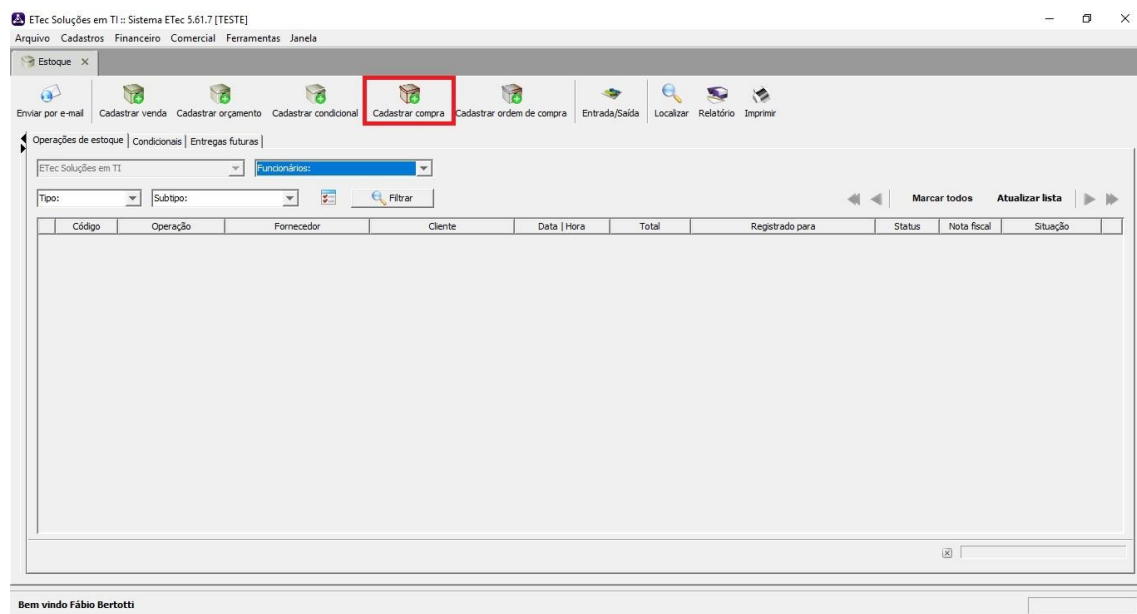 ETec Soluções em TI :: Sistema ETec 5.61.7 [TESTE]
Arquivo Cadastros Financeiro Comercial Ferramentas Janela
Estoque
Enviar por e-mail Cadastrar venda Cadastrar orçamento Cadastrar condicional Cadastrar compra Cadastrar ordem de compra Entrada/Saída Localizar Relatório Imprimir
Operações de estoque Condicionais Entregas futuras
ETec Soluções em TI Funcionários:
Tipo: Subtipo: Filtrar Marcar todos Atualizar lista
Código Operação Fornecedor Cliente Data | Hora Total Registrado para Status Nota fiscal Situação
Bem vindo Fábio Bertotti